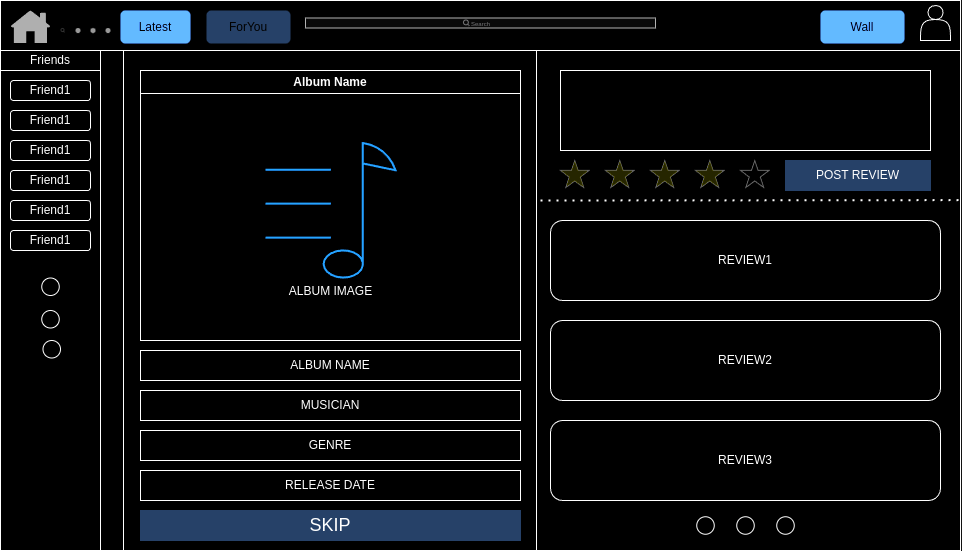 Latest
ForYou
Search
Wall
Friends
Friend1
Friend1
Friend1
Friend1
Friend1
Friend1
Album Name
ALBUM IMAGE
ALBUM NAME
MUSICIAN
GENRE
RELEASE DATE
SKIP
POST REVIEW
REVIEW1
REVIEW2
REVIEW3